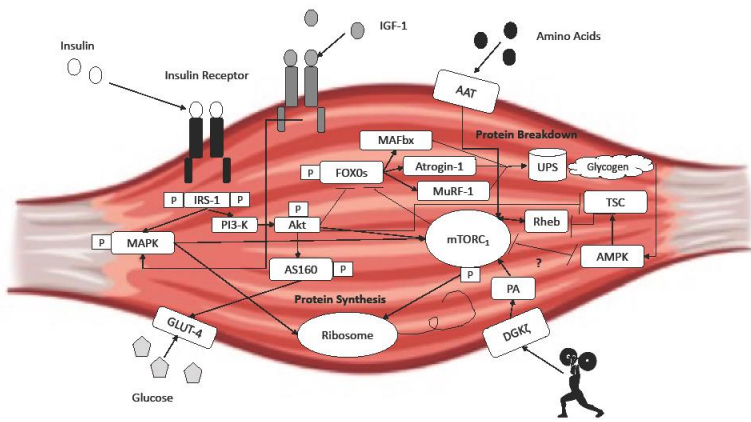 IGF-1
Insulin
Amino Acids
Insulin Receptor
AAT
MAFbx
Protein Breakdown
P
FOX0s
Atrogin-1
UPS
Glycogen
MuRF-1
P
IRS-1
P
TSC
P
PI3-K
Akt
Rheb
P
MAPK
mTORC1
AMPK
?
AS160
P
P
PA
Protein Synthesis
GLUT-4
Ribosome
DGKζ
Glucose